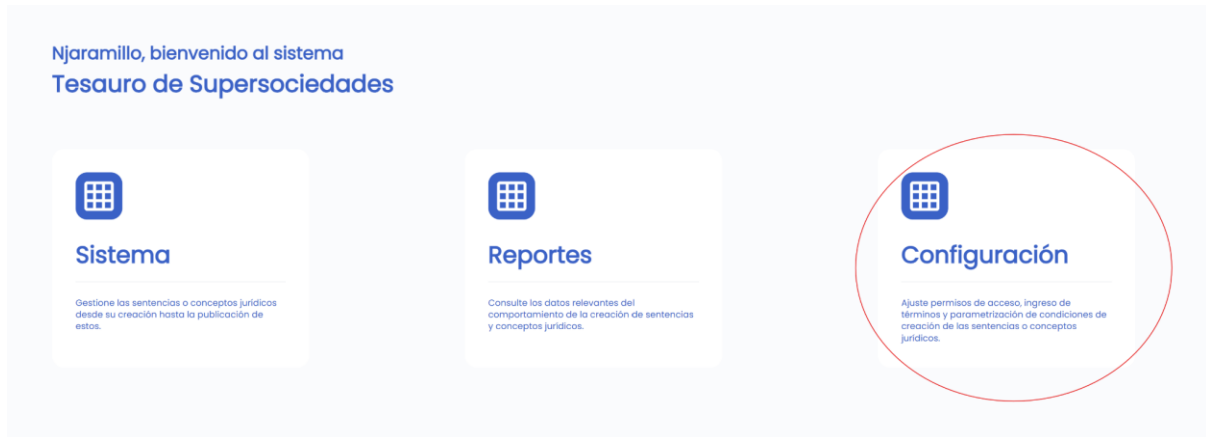 Njaramillo, bienvenido al sistema
Tesauro de Supersociedades
Sistema
Gestione las sentencias o conceptos jurídicos
desde su creación hasta la publicación de
estos.
Reportes
Consulte los datos relevantes del
comportamiento de la creación de sentencias
y conceptos jurídicos.
Configuración
Ajuste permisos de acceso, ingreso de
términos y parametrización de condiciones de
creación de las sentencias o conceptos
jurídicos.